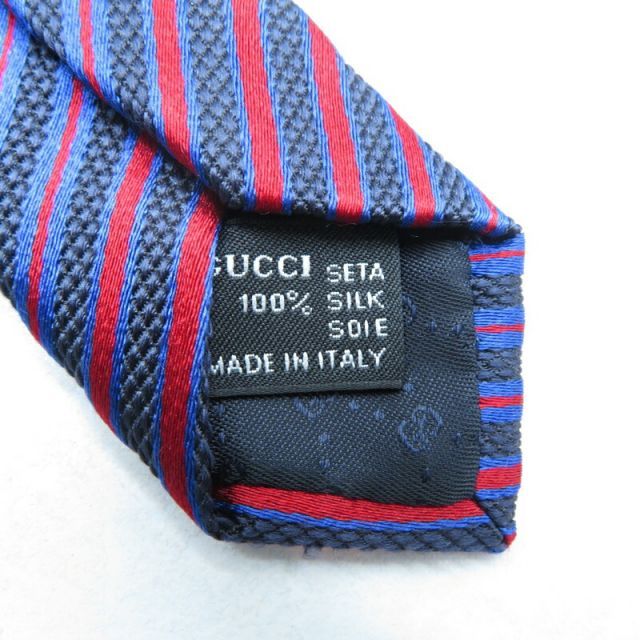 GUCCI SETA
100% SILK
SOIE
MADE IN ITALY